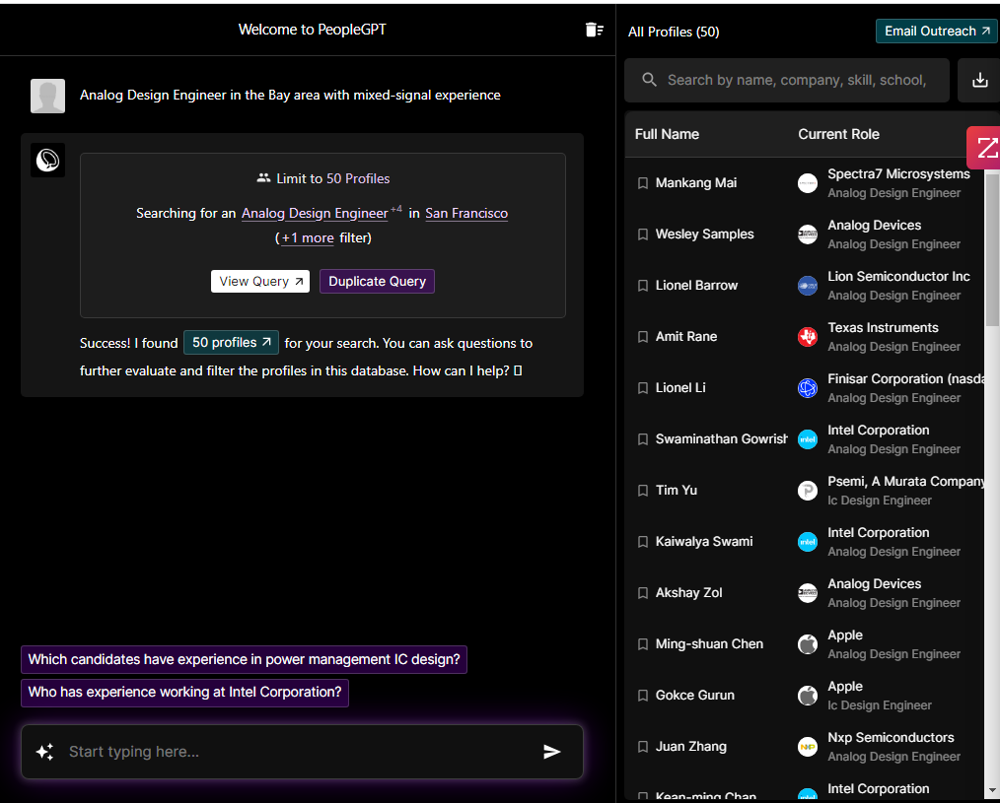 Welcome to PeopleGPT
Analog Design Engineer in the Bay area with mixed-signal experience
Limit to 50 Profiles
Searching for an Analog Design Engineer +4 in San Francisco
(+1 more filter)
View Query ↗ Duplicate Query
Success! I found 50 profiles ↗ for your search. You can ask questions to
further evaluate and filter the profiles in this database. How can I help?
Which candidates have experience in power management IC design?
Who has experience working at Intel Corporation?
Start typing here...
All Profiles (50)
Email Outreach ↗
Search by name, company, skill, school,
Full Name Current Role
Mankang Mai Spectra7 Microsystems
Analog Design Engineer
Wesley Samples Analog Devices
Analog Design Engineer
Lionel Barrow Lion Semiconductor Inc
Analog Design Engineer
Amit Rane Texas Instruments
Analog Design Engineer
Lionel Li Finisar Corporation (nasda
Analog Design Engineer
Swaminathan Gowrish Intel Corporation
Analog Design Engineer
Tim Yu Psemi, A Murata Company
Ic Design Engineer
Kaiwalya Swami Intel Corporation
Analog Design Engineer
Akshay Zol Analog Devices
Analog Design Engineer
Ming-shuan Chen Apple
Analog Design Engineer
Gokce Gurun Apple
Ic Design Engineer
Juan Zhang Nxp Semiconductors
Analog Design Engineer
Kean-ming Chan Intel Corporation